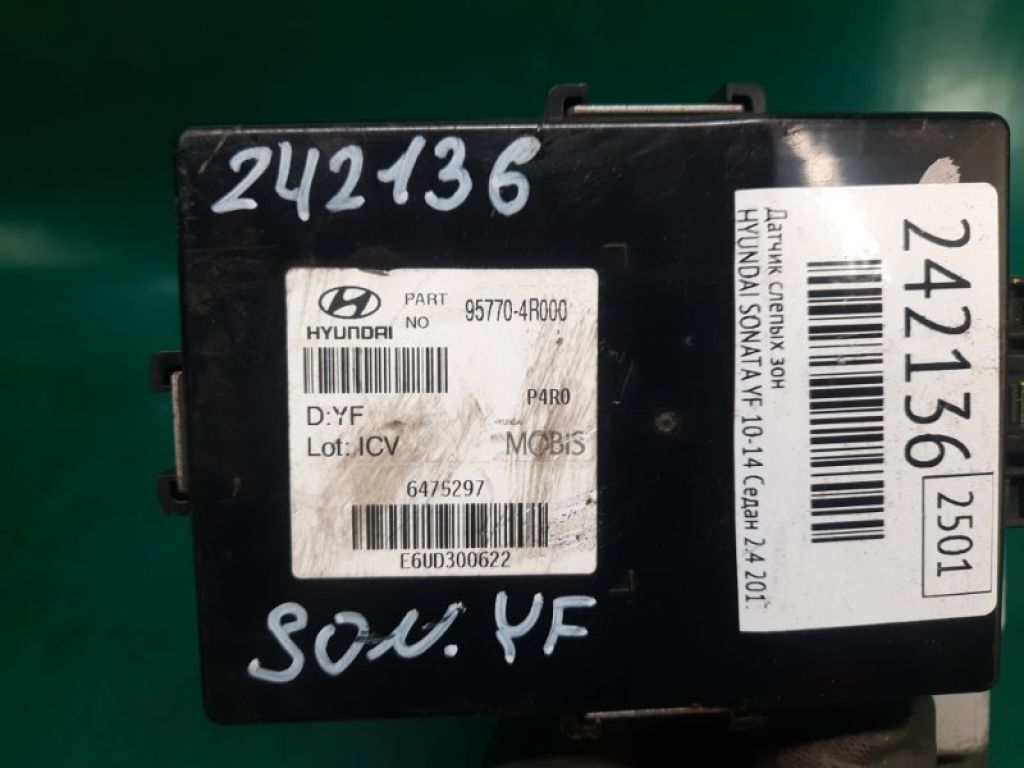 242136
HYUNDAI
PART NO 95770-4R000
P4R0
D:YF
Lot: ICV
HYUNDAI
MOBIS
6475297
E6UD300622
SON. YF
242136
2501
Датчик слепых зон
HYUNDAI SONATA YF 10-14 Седан 2.4 201